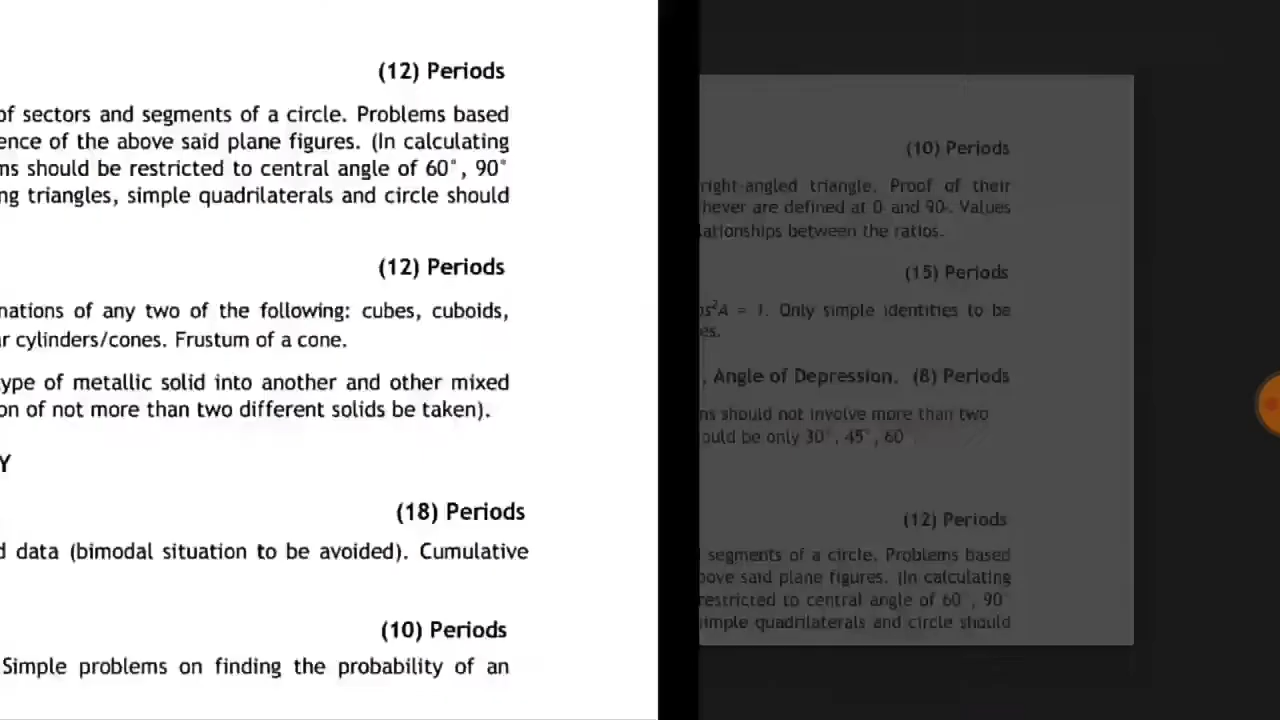 (12) Periods
of sectors and segments of a circle. Problems based
ence of the above said plane figures. (In calculating
ms should be restricted to central angle of 60°, 90°
ng triangles, simple quadrilaterals and circle should
(12) Periods
nations of any two of the following: cubes, cuboids,
ar cylinders/cones. Frustum of a cone.
type of metallic solid into another and other mixed
on of not more than two different solids be taken).
Y
(18) Periods
d data (bimodal situation to be avoided). Cumulative
(10) Periods
Simple problems on finding the probability of an
(10) Periods
right-angled triangle. Proof of their
hever are defined at 0 and 90. Values
lationships between the ratios.
(15) Periods
os²A = 1. Only simple identities to be
es.
, Angle of Depression. (8) Periods
ns should not involve more than two
ould be only 30°, 45°, 60
(12) Periods
segments of a circle. Problems based
bove said plane figures. (In calculating
restricted to central angle of 60°, 90°
simple quadrilaterals and circle should